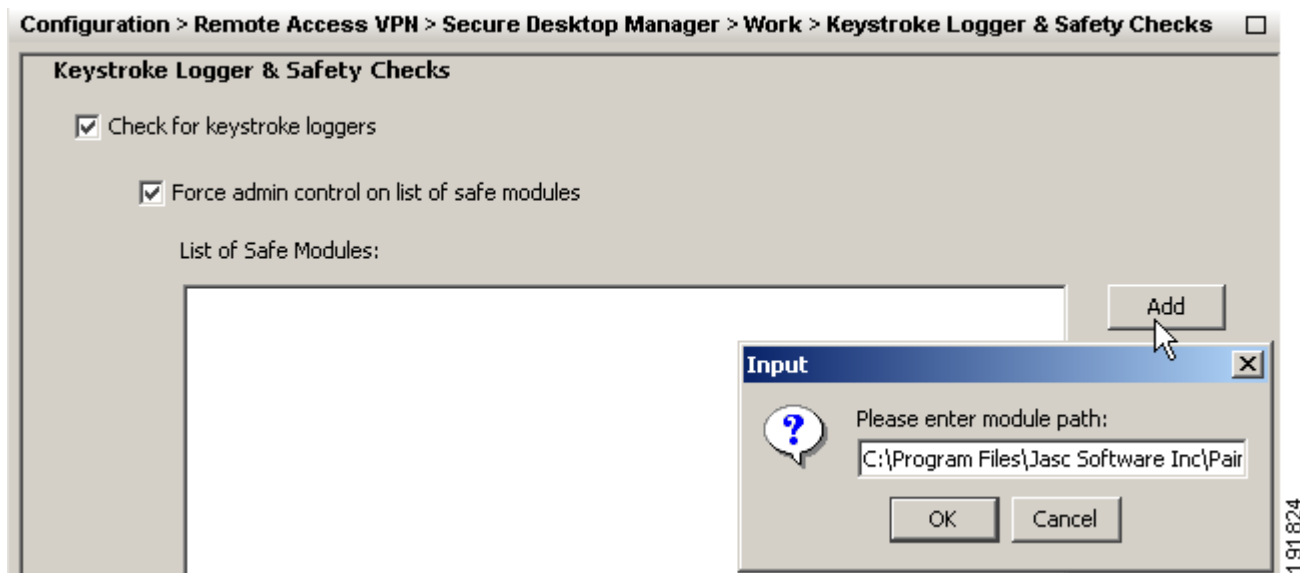 Configuration > Remote Access VPN > Secure Desktop Manager > Work > Keystroke Logger & Safety Checks
Keystroke Logger & Safety Checks
Check for keystroke loggers
Force admin control on list of safe modules
List of Safe Modules:
Add
Input
?
Please enter module path:
C:\Program Files\Jasc Software Inc\Pair
OK
Cancel
191824